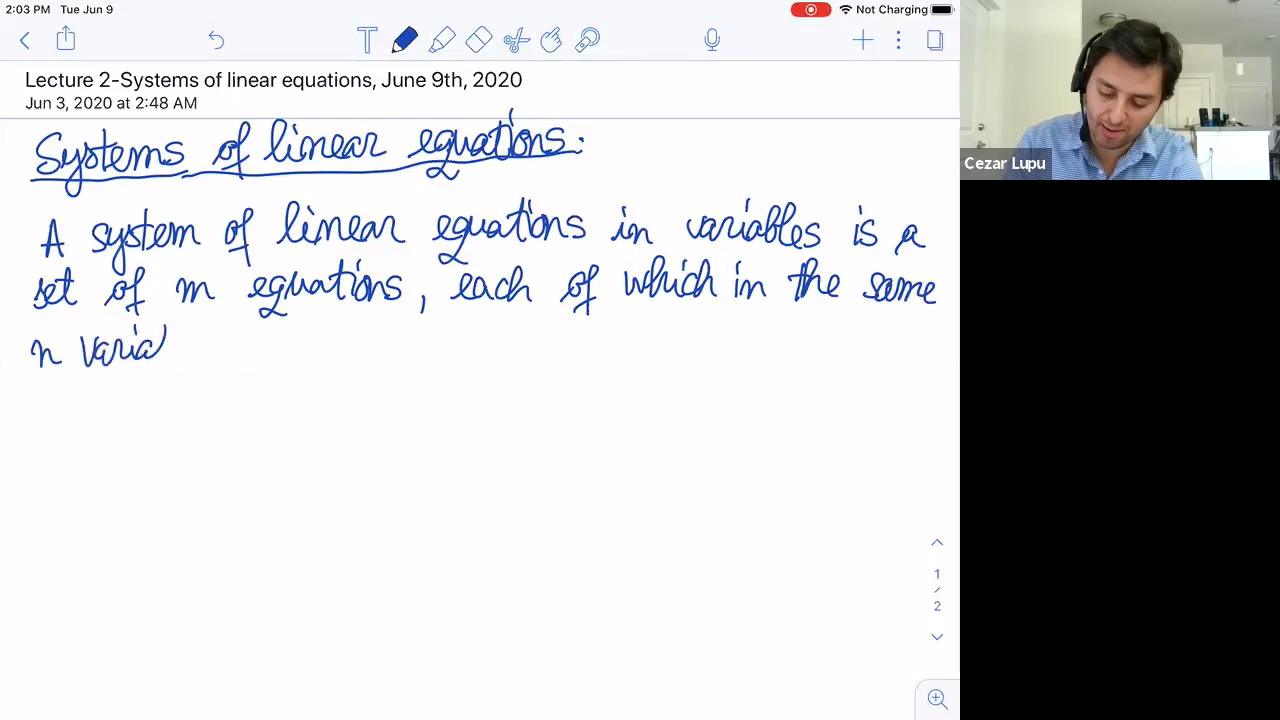 2:03 PM Tue Jun 9
Not Charging
Lecture 2-Systems of linear equations, June 9th, 2020
Jun 3, 2020 at 2:48 AM
Systems of linear equations.
A system of linear equations in variables is a
set of m equations, each of which in the same
n varia
1
/
2
Cezar Lupu